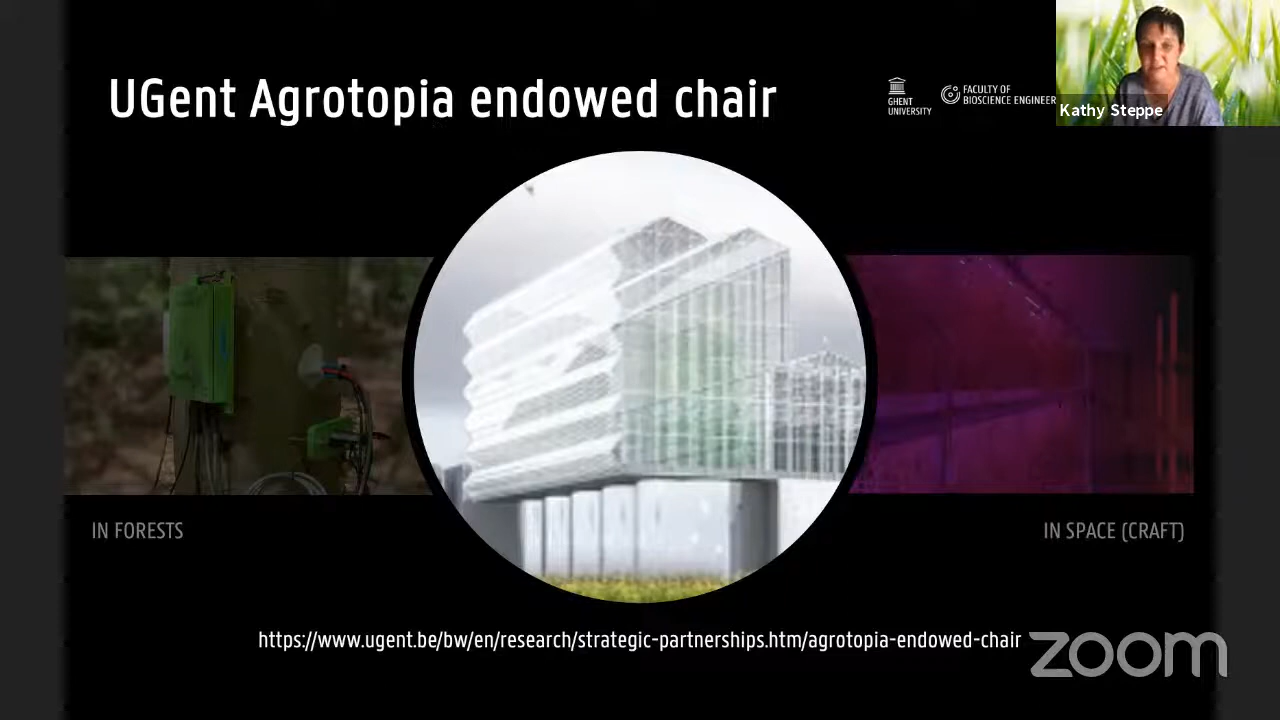 UGent Agrotopia endowed chair
GHENT
UNIVERSITY
FACULTY OF
BIOSCIENCE ENGINEER
Kathy Steppe
IN FORESTS
IN SPACE (CRAFT)
https://www.ugent.be/bw/en/research/strategic-partnerships.htm/agrotopia-endowed-chair
zoom